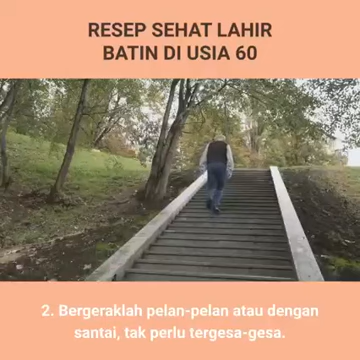 RESEP SEHAT LAHIR
BATIN DI USIA 60
2. Bergeraklah pelan-pelan atau dengan
santai, tak perlu tergesa-gesa.